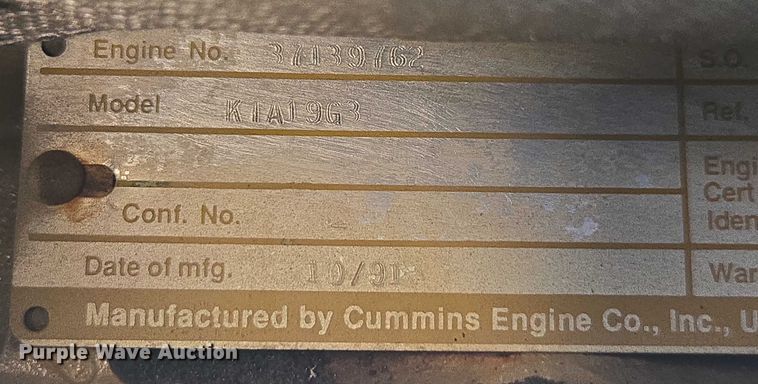 Engine No. 37139762 S.O.
Model KTA19G3 Ref.
Engi
Cert
Conf. No. Iden
Date of mfg. 10/91 War
Manufactured by Cummins Engine Co., Inc., U
Purple Wave Auction